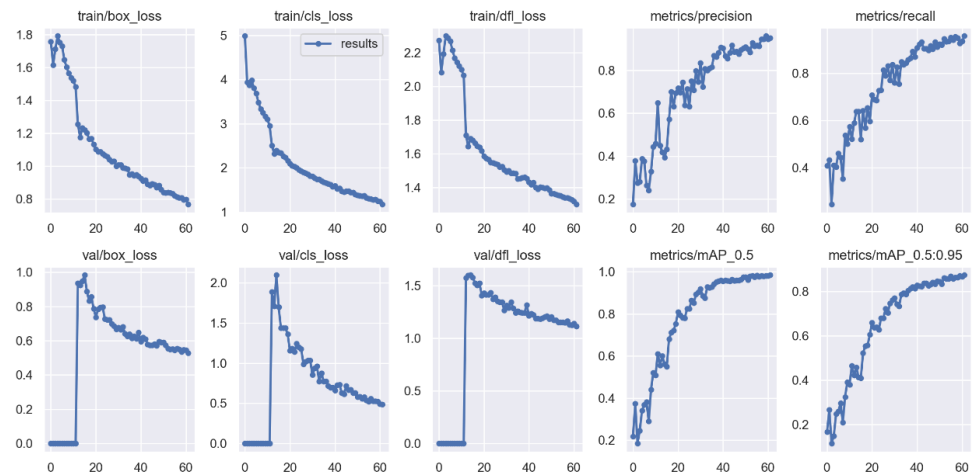 train/box_loss
train/cls_loss
train/dfl_loss
metrics/precision
metrics/recall
1.8
1.6
1.4
1.2
1.0
0.8
0 20 40 60
5
4
3
2
1
0 20 40 60
results
2.2
2.0
1.8
1.6
1.4
0 20 40 60
0.8
0.6
0.4
0.2
0 20 40 60
0.8
0.6
0.4
0 20 40 60
val/box_loss
val/cls_loss
val/dfl_loss
metrics/mAP_0.5
metrics/mAP_0.5:0.95
1.0
0.8
0.6
0.4
0.2
0.0
0 20 40 60
2.0
1.5
1.0
0.5
0.0
0 20 40 60
1.5
1.0
0.5
0.0
0 20 40 60
1.0
0.8
0.6
0.4
0.2
0 20 40 60
0.8
0.6
0.4
0.2
0 20 40 60